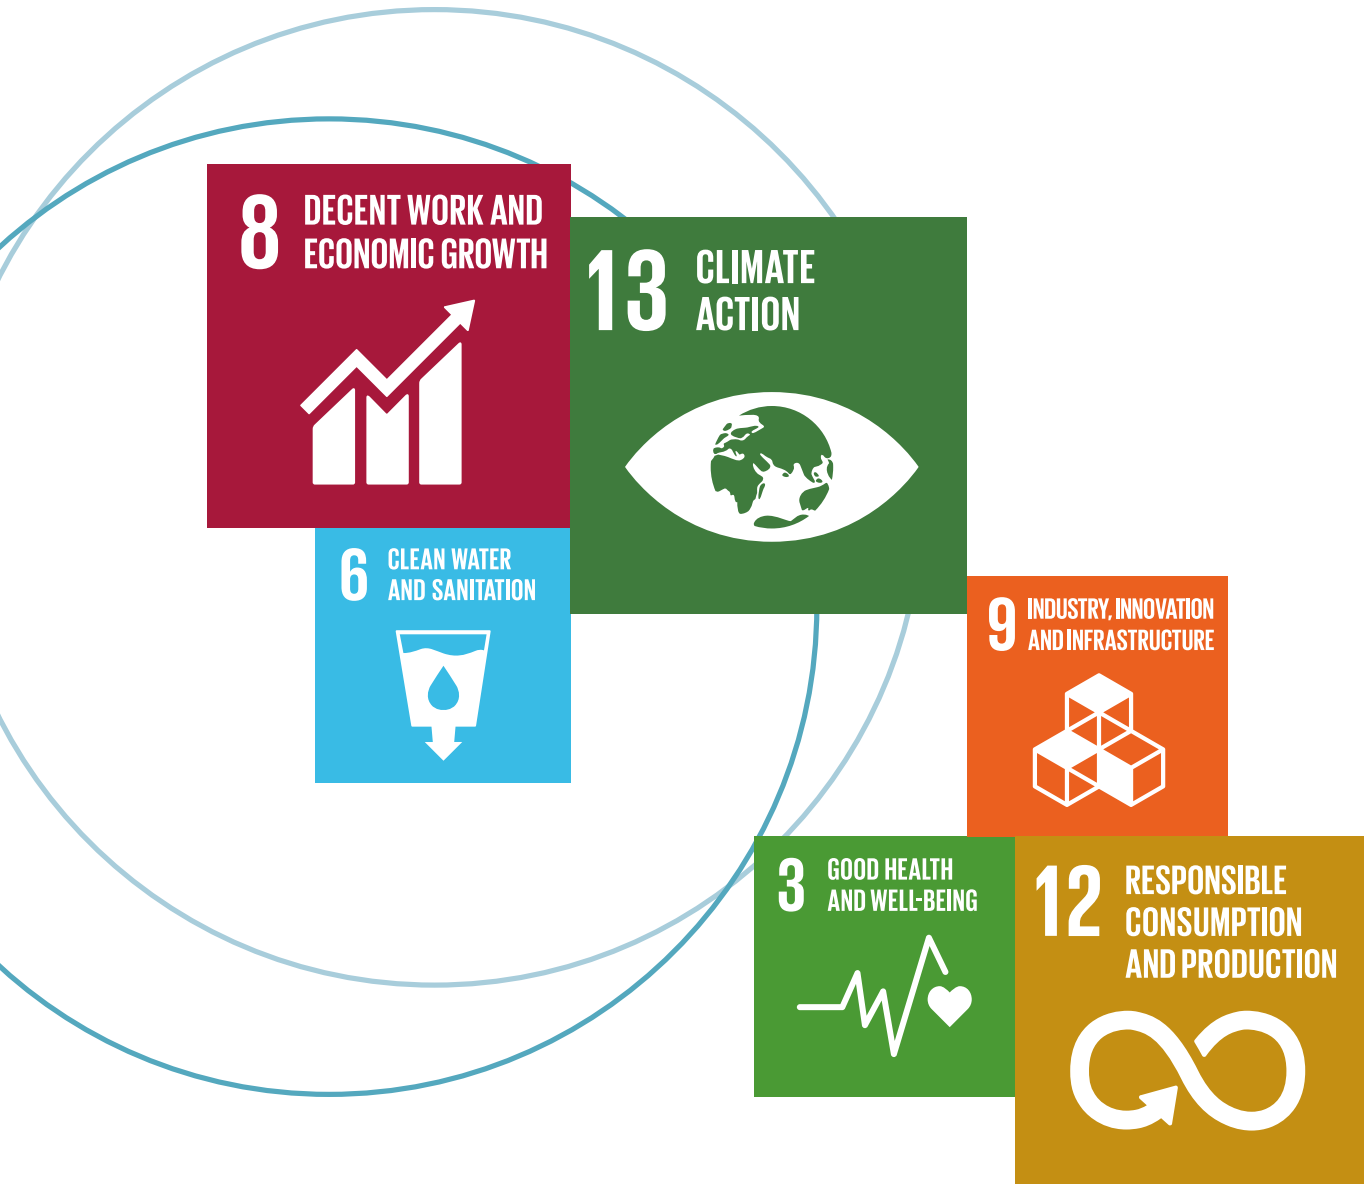 8
DECENT WORK AND
ECONOMIC GROWTH
13
CLIMATE
ACTION
6
CLEAN WATER
AND SANITATION
9
INDUSTRY, INNOVATION
AND INFRASTRUCTURE
3
GOOD HEALTH
AND WELL-BEING
12
RESPONSIBLE
CONSUMPTION
AND PRODUCTION